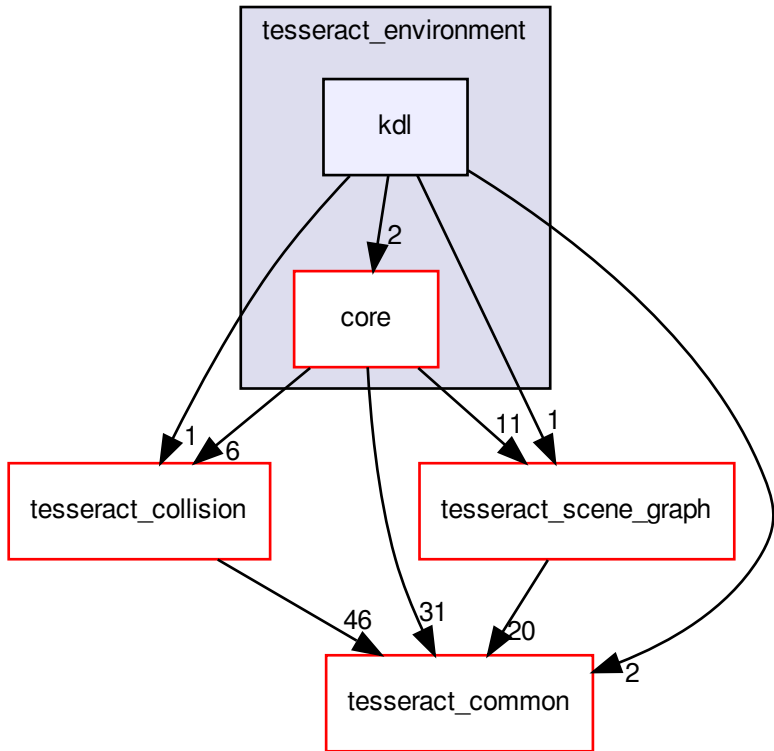 tesseract_environment
kdl
2
core
11
1
1
6
tesseract_collision
tesseract_scene_graph
46
31
20
2
tesseract_common